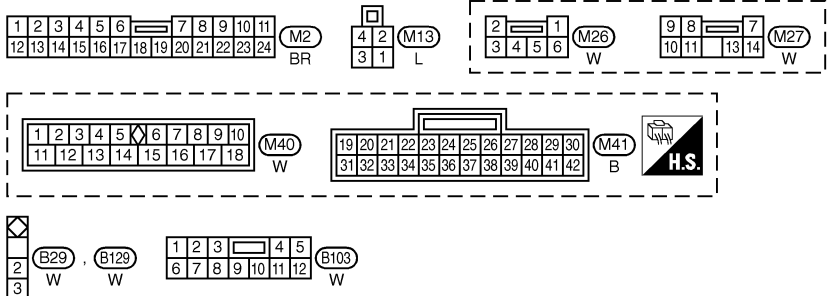 1 2 3 4 5 6 7 8 9 10 11
12 13 14 15 16 17 18 19 20 21 22 23 24
M2
BR
4 2
3 1
M13
L
2 1
3 4 5 6
M26
W
9 8 7
10 11 13 14
M27
W
1 2 3 4 5 6 7 8 9 10
11 12 13 14 15 16 17 18
M40
W
19 20 21 22 23 24 25 26 27 28 29 30
31 32 33 34 35 36 37 38 39 40 41 42
M41
B
H.S.
2
3
B29 , B129
W W
1 2 3 4 5
6 7 8 9 10 11 12
B103
W